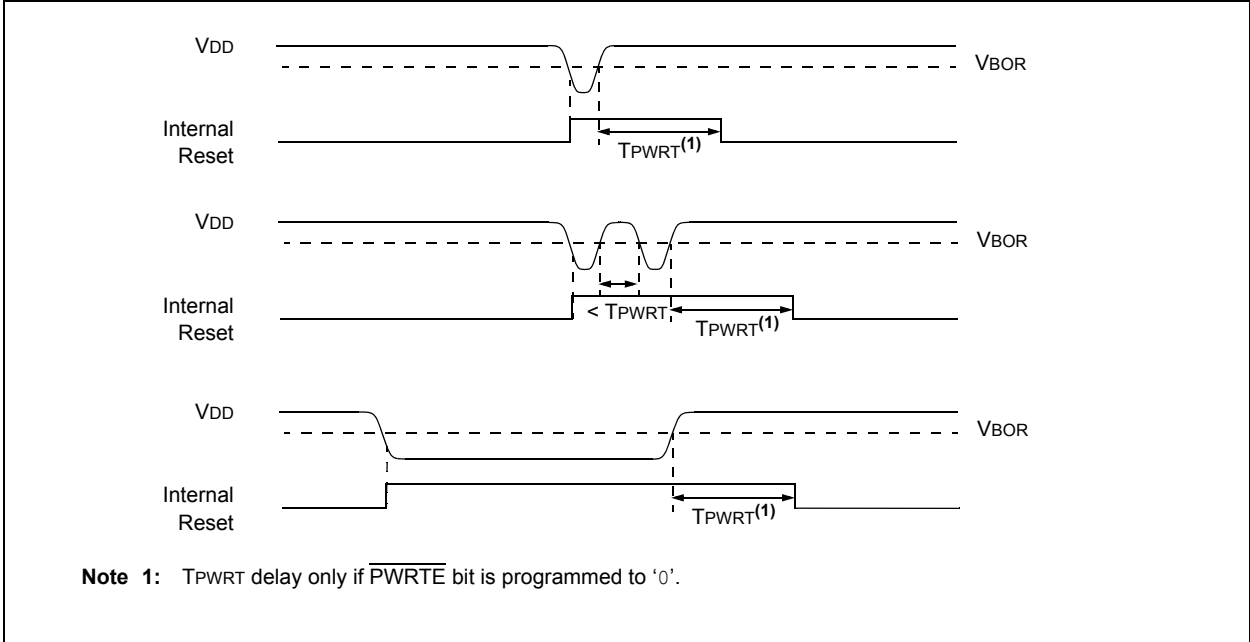 VDD
VBOR
Internal
Reset
TPWRT(1)
VDD
VBOR
Internal
Reset
< TPWRT
TPWRT(1)
VDD
VBOR
Internal
Reset
TPWRT(1)
Note 1: TPWRT delay only if PWRTE bit is programmed to ‘0’.